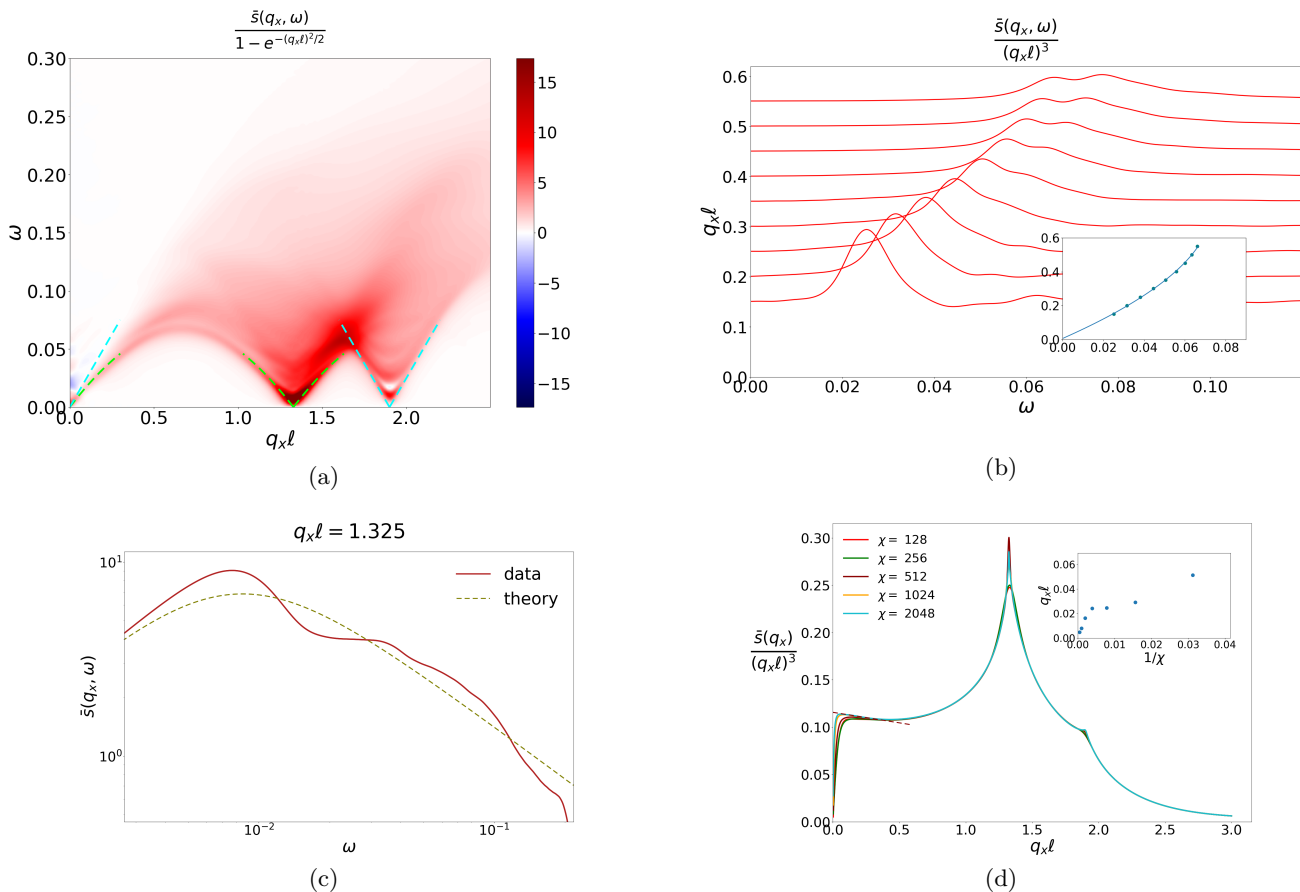 s̄(q_x, ω)
1 − e^{−(q_xℓ)^2/2}
0.30
0.25
0.20
0.15
0.10
0.05
0.00
ω
0.0 0.5 1.0 1.5 2.0
q_xℓ
15
10
5
0
−5
−10
−15
(a)
s̄(q_x, ω)
(q_xℓ)^3
0.6
0.5
0.4
0.3
0.2
0.1
0.0
q_xℓ
0.00 0.02 0.04 0.06 0.08 0.10
ω
0.6
0.4
0.2
0.0
0.00 0.02 0.04 0.06 0.08
(b)
q_xℓ = 1.325
data
theory
10^1
10^0
s̄(q_x, ω)
10^{−2} 10^{−1}
ω
(c)
s̄(q_x)
(q_xℓ)^3
0.30
0.25
0.20
0.15
0.10
0.05
0.00
χ = 128
χ = 256
χ = 512
χ = 1024
χ = 2048
0.0 0.5 1.0 1.5 2.0 2.5 3.0
q_xℓ
0.06
0.04
0.02
0.00
q_xℓ
0.00 0.01 0.02 0.03 0.04
1/χ
(d)